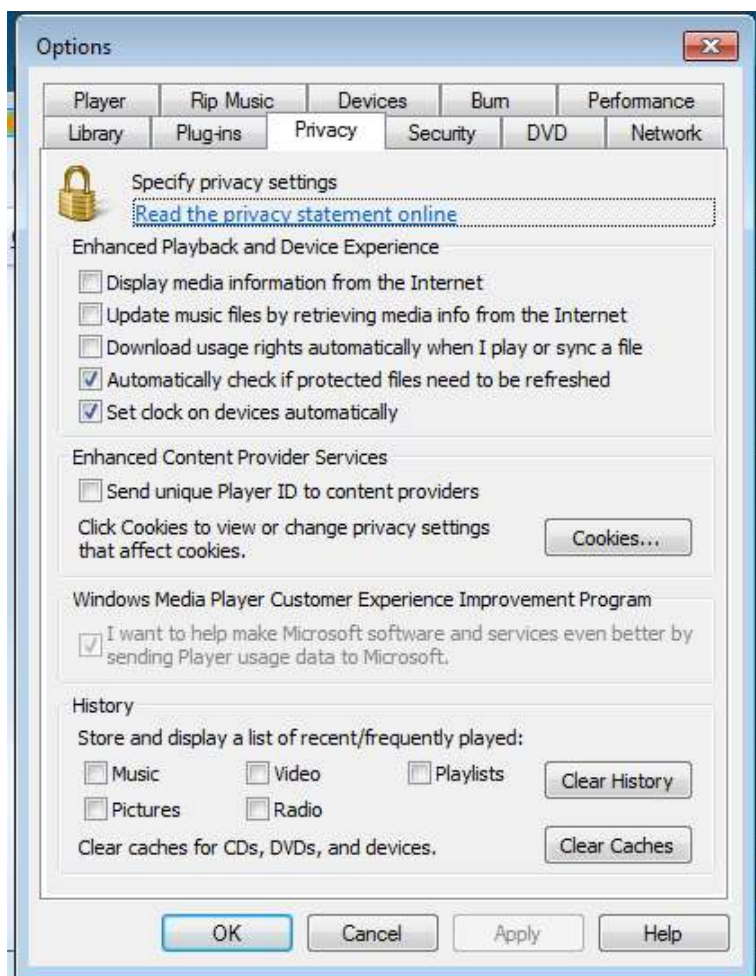 Options
Player Rip Music Devices Burn Performance
Library Plug-ins Privacy Security DVD Network
Specify privacy settings
Read the privacy statement online
Enhanced Playback and Device Experience
Display media information from the Internet
Update music files by retrieving media info from the Internet
Download usage rights automatically when I play or sync a file
Automatically check if protected files need to be refreshed
Set clock on devices automatically
Enhanced Content Provider Services
Send unique Player ID to content providers
Click Cookies to view or change privacy settings
that affect cookies.
Cookies...
Windows Media Player Customer Experience Improvement Program
I want to help make Microsoft software and services even better by
sending Player usage data to Microsoft.
History
Store and display a list of recent/frequently played:
Music Video Playlists
Clear History
Pictures Radio
Clear caches for CDs, DVDs, and devices.
Clear Caches
OK Cancel Apply Help